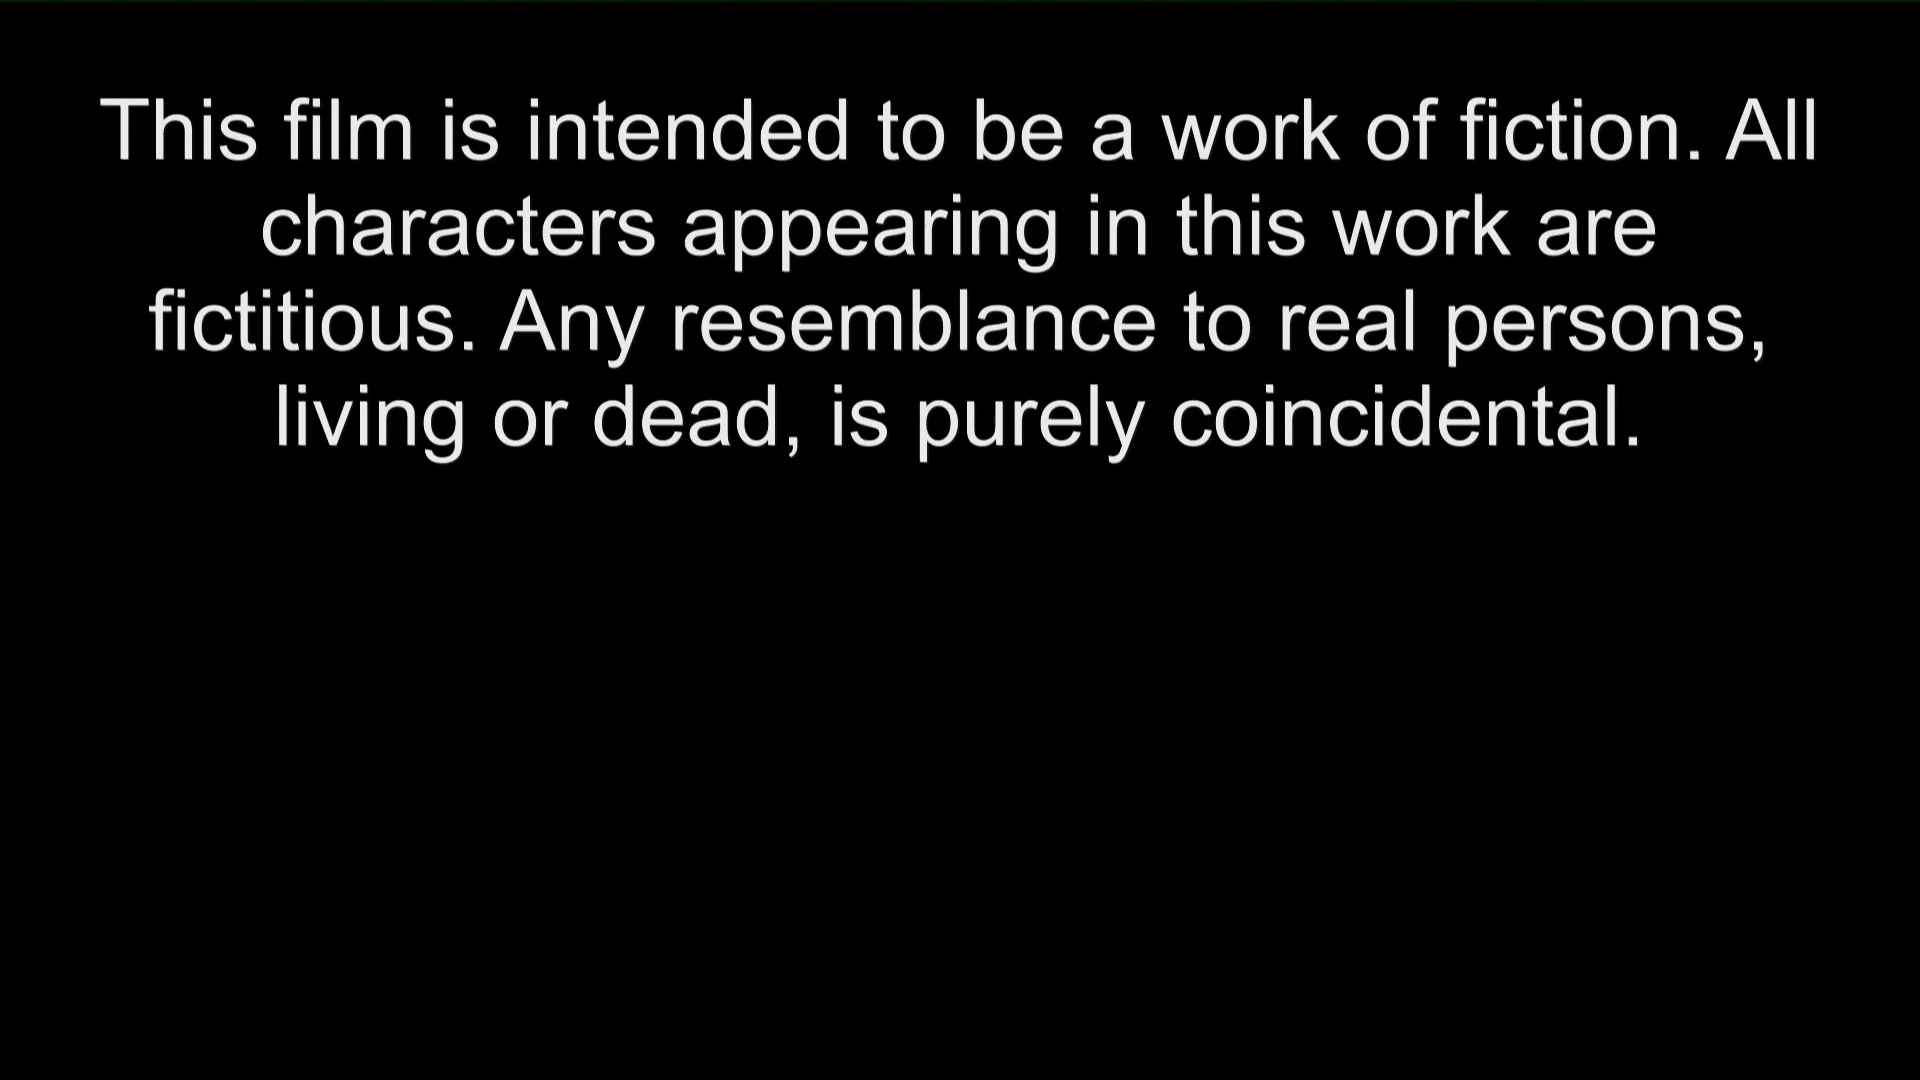 This film is intended to be a work of fiction. All
characters appearing in this work are
fictitious. Any resemblance to real persons,
living or dead, is purely coincidental.